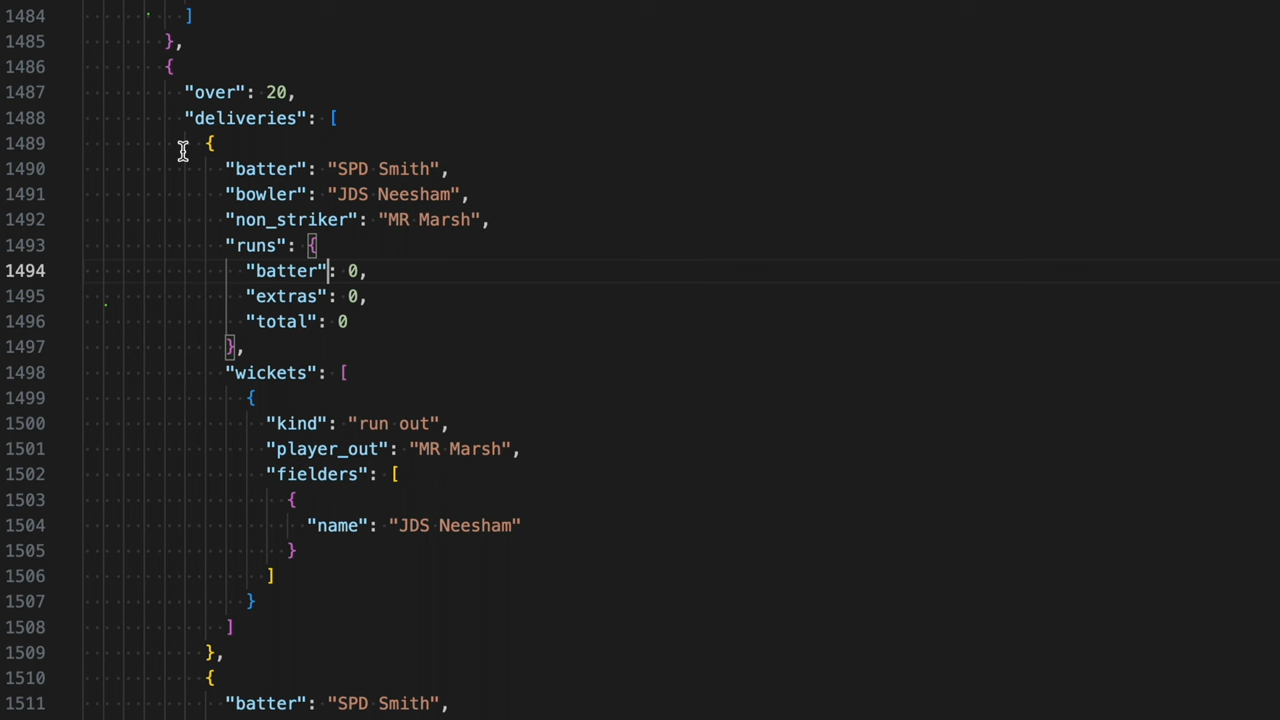 1484 ]
1485 },
1486 {
1487 "over": 20,
1488 "deliveries": [
1489 {
1490 "batter": "SPD Smith",
1491 "bowler": "JDS Neesham",
1492 "non_striker": "MR Marsh",
1493 "runs": {
1494 "batter": 0,
1495 "extras": 0,
1496 "total": 0
1497 },
1498 "wickets": [
1499 {
1500 "kind": "run out",
1501 "player_out": "MR Marsh",
1502 "fielders": [
1503 {
1504 "name": "JDS Neesham"
1505 }
1506 ]
1507 }
1508 ]
1509 },
1510 {
1511 "batter": "SPD Smith",